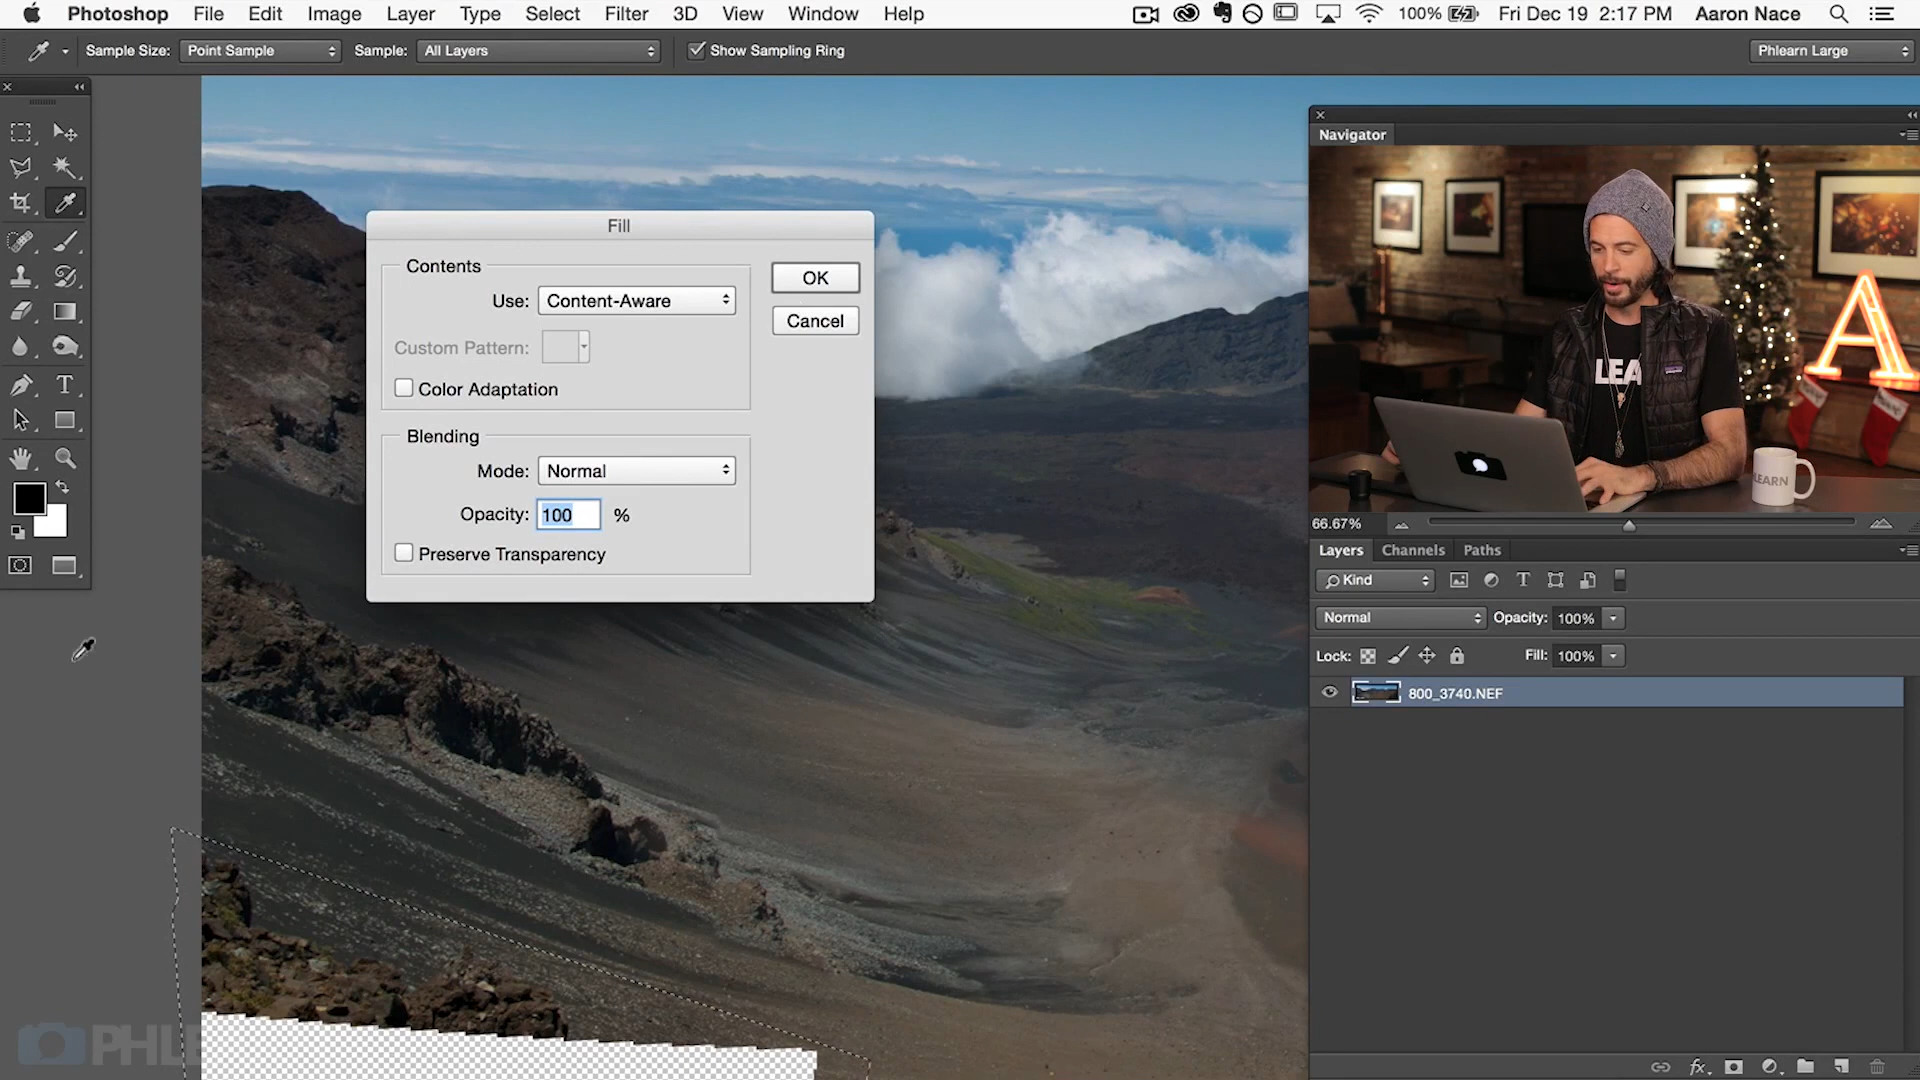 Photoshop File Edit Image Layer Type Select Filter 3D View Window Help 100% Fri Dec 19 2:17 PM Aaron Nace
Sample Size: Point Sample Sample: All Layers Show Sampling Ring Phlearn Large
Navigator
Fill
Contents
OK
Use: Content-Aware
Cancel
Custom Pattern:
Color Adaptation
LEA
A
Blending
Mode: Normal
LEARN
Opacity: 100 %
66.67%
Preserve Transparency
Layers Channels Paths
Kind
Normal Opacity: 100%
Lock: Fill: 100%
800_3740.NEF
PHLE